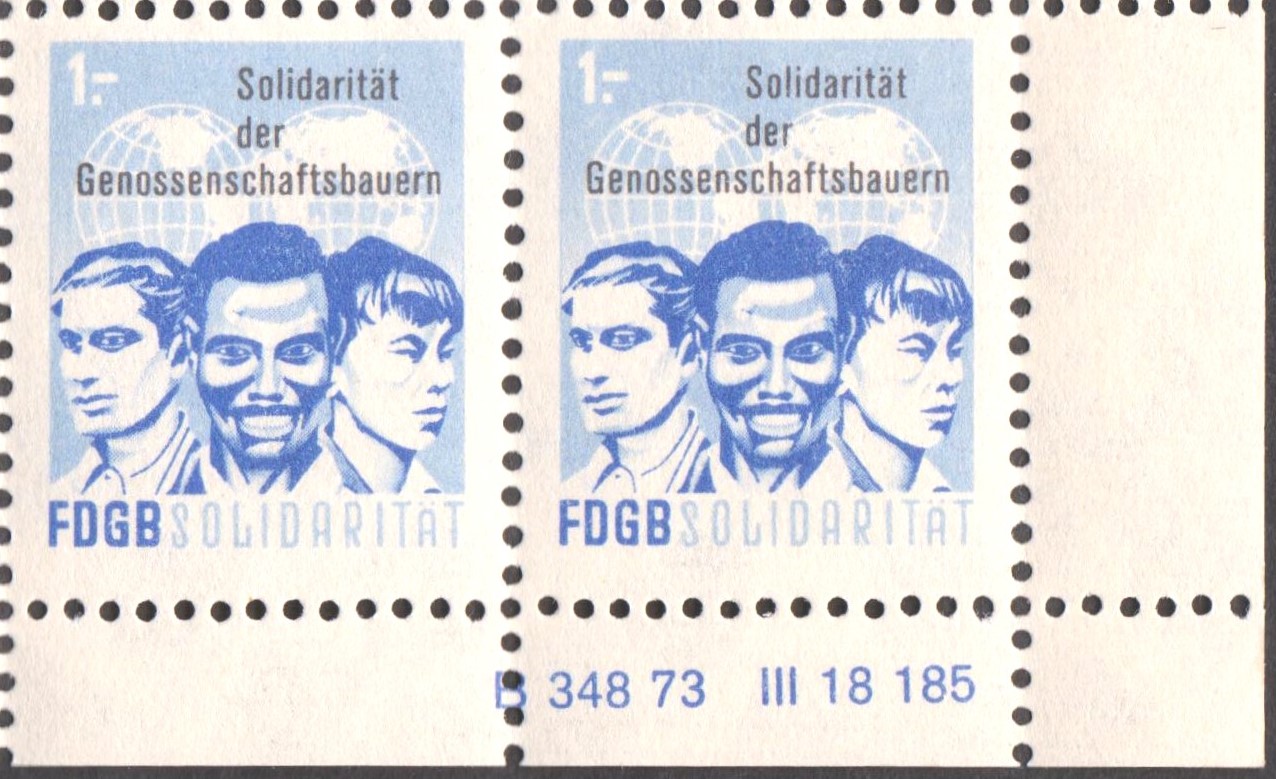 1.–
Solidarität
der
Genossenschaftsbauern
FDGB SOLIDARITÄT
1.–
Solidarität
der
Genossenschaftsbauern
FDGB SOLIDARITÄT
B 348 73 III 18 185